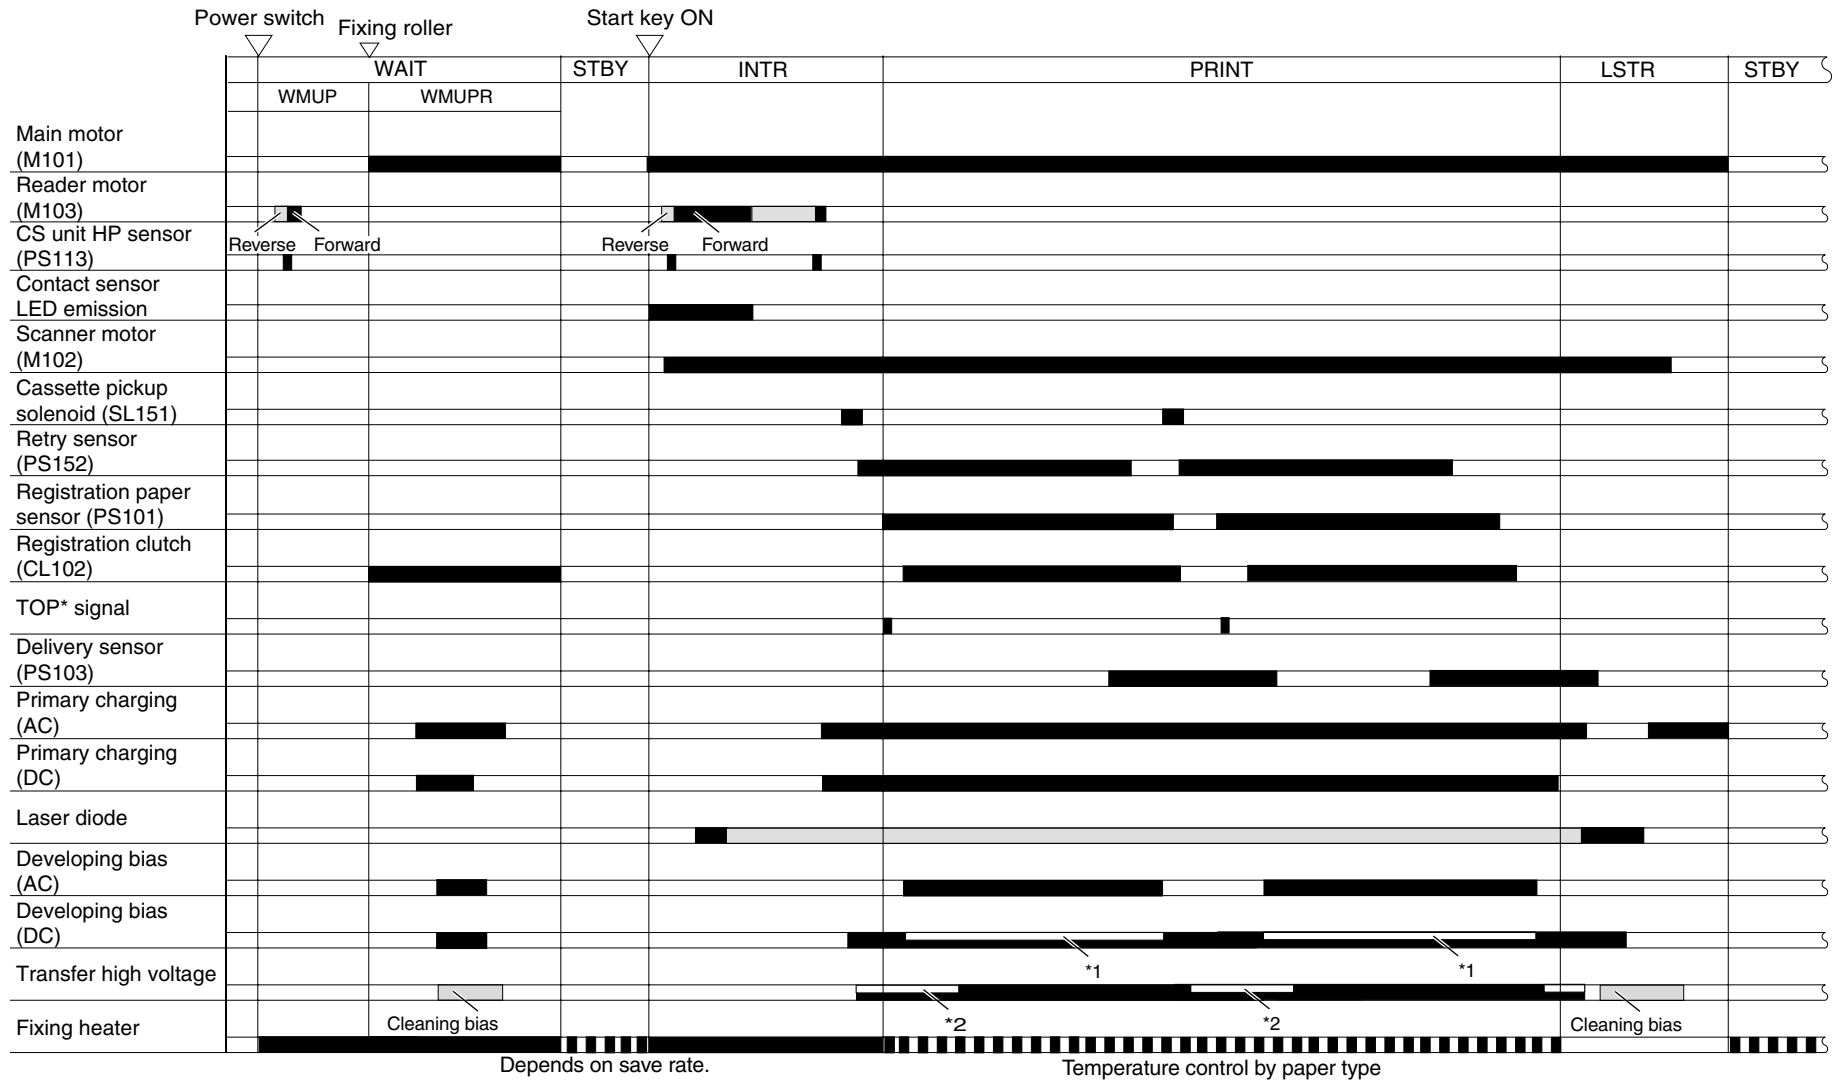 Power switch
Fixing roller
Start key ON
WAIT STBY INTR PRINT LSTR STBY
WMUP WMUPR
Main motor
(M101)
Reader motor
(M103)
Reverse Forward Reverse Forward
CS unit HP sensor
(PS113)
Contact sensor
LED emission
Scanner motor
(M102)
Cassette pickup
solenoid (SL151)
Retry sensor
(PS152)
Registration paper
sensor (PS101)
Registration clutch
(CL102)
TOP* signal
Delivery sensor
(PS103)
Primary charging
(AC)
Primary charging
(DC)
Laser diode
Developing bias
(AC)
Developing bias
(DC)
*1 *1
Transfer high voltage
Cleaning bias *2 *2 Cleaning bias
Fixing heater
Depends on save rate.
Temperature control by paper type